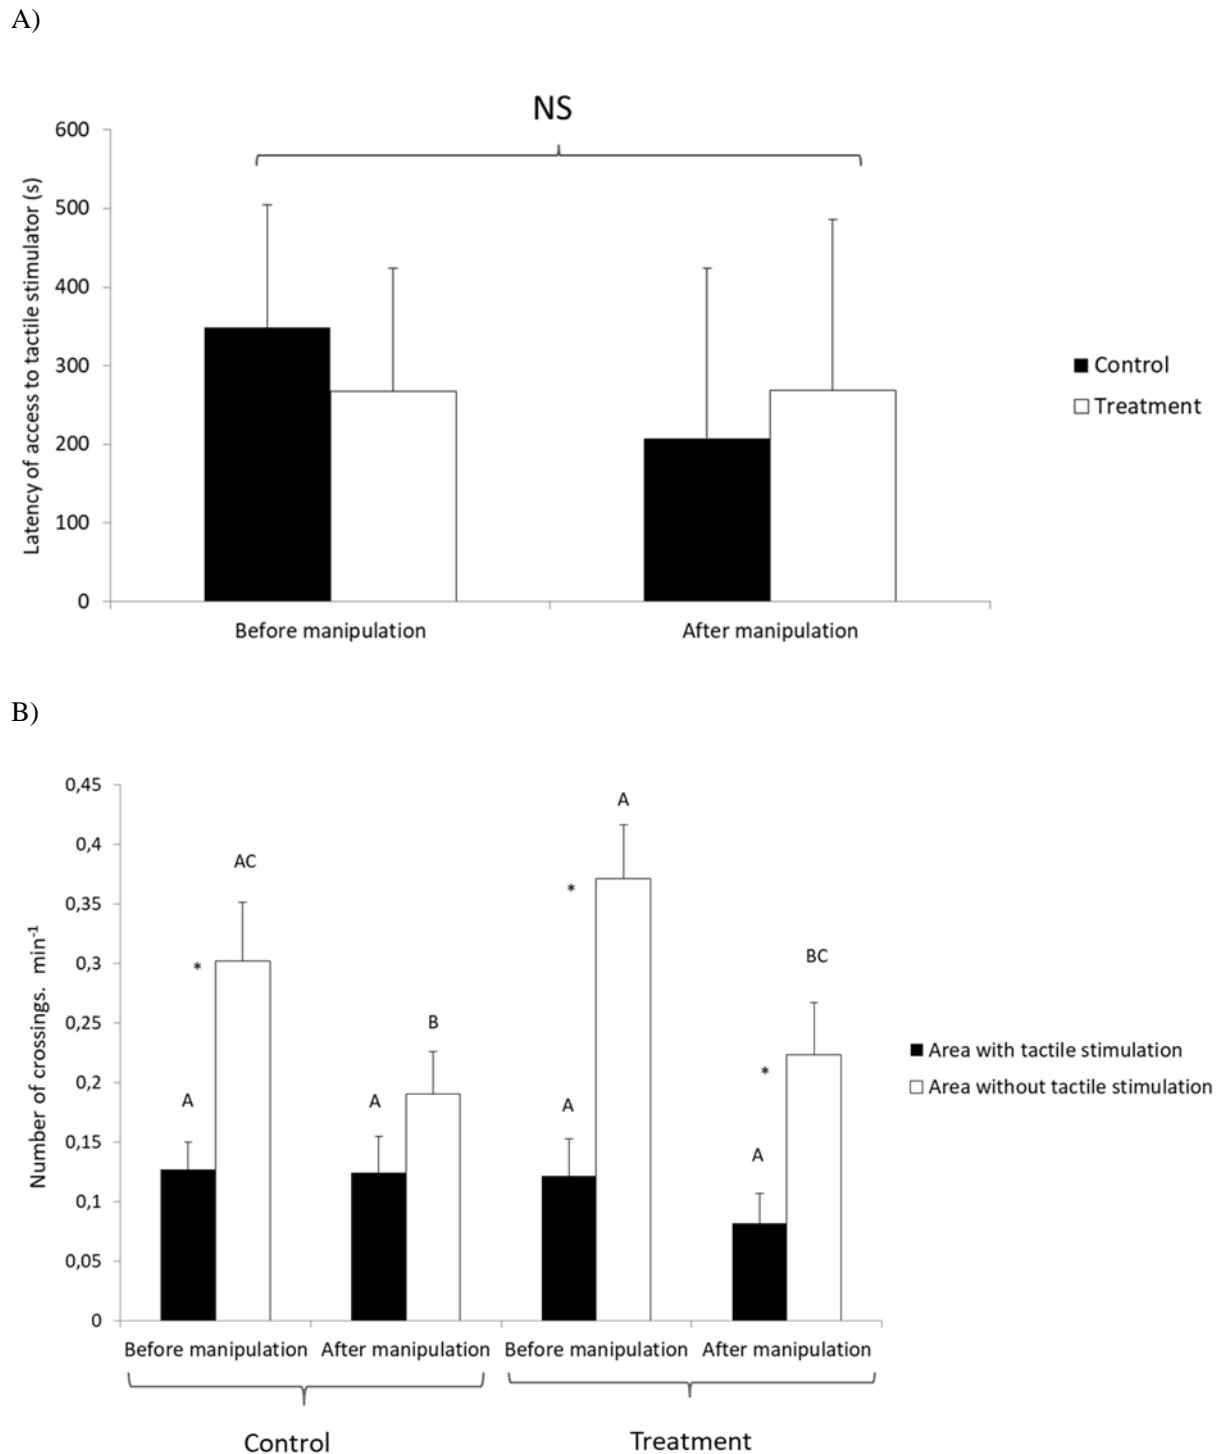 A)
NS
600
500
400
300
200
100
0
Latency of access to tactile stimulator (s)
Before manipulation After manipulation
Control
Treatment
B)
0,45
0,4
0,35
0,3
0,25
0,2
0,15
0,1
0,05
0
Number of crossings. min⁻¹
A
AC
*
A
B
A
A
*
A
BC
*
Area with tactile stimulation
Area without tactile stimulation
Before manipulation After manipulation Before manipulation After manipulation
Control Treatment